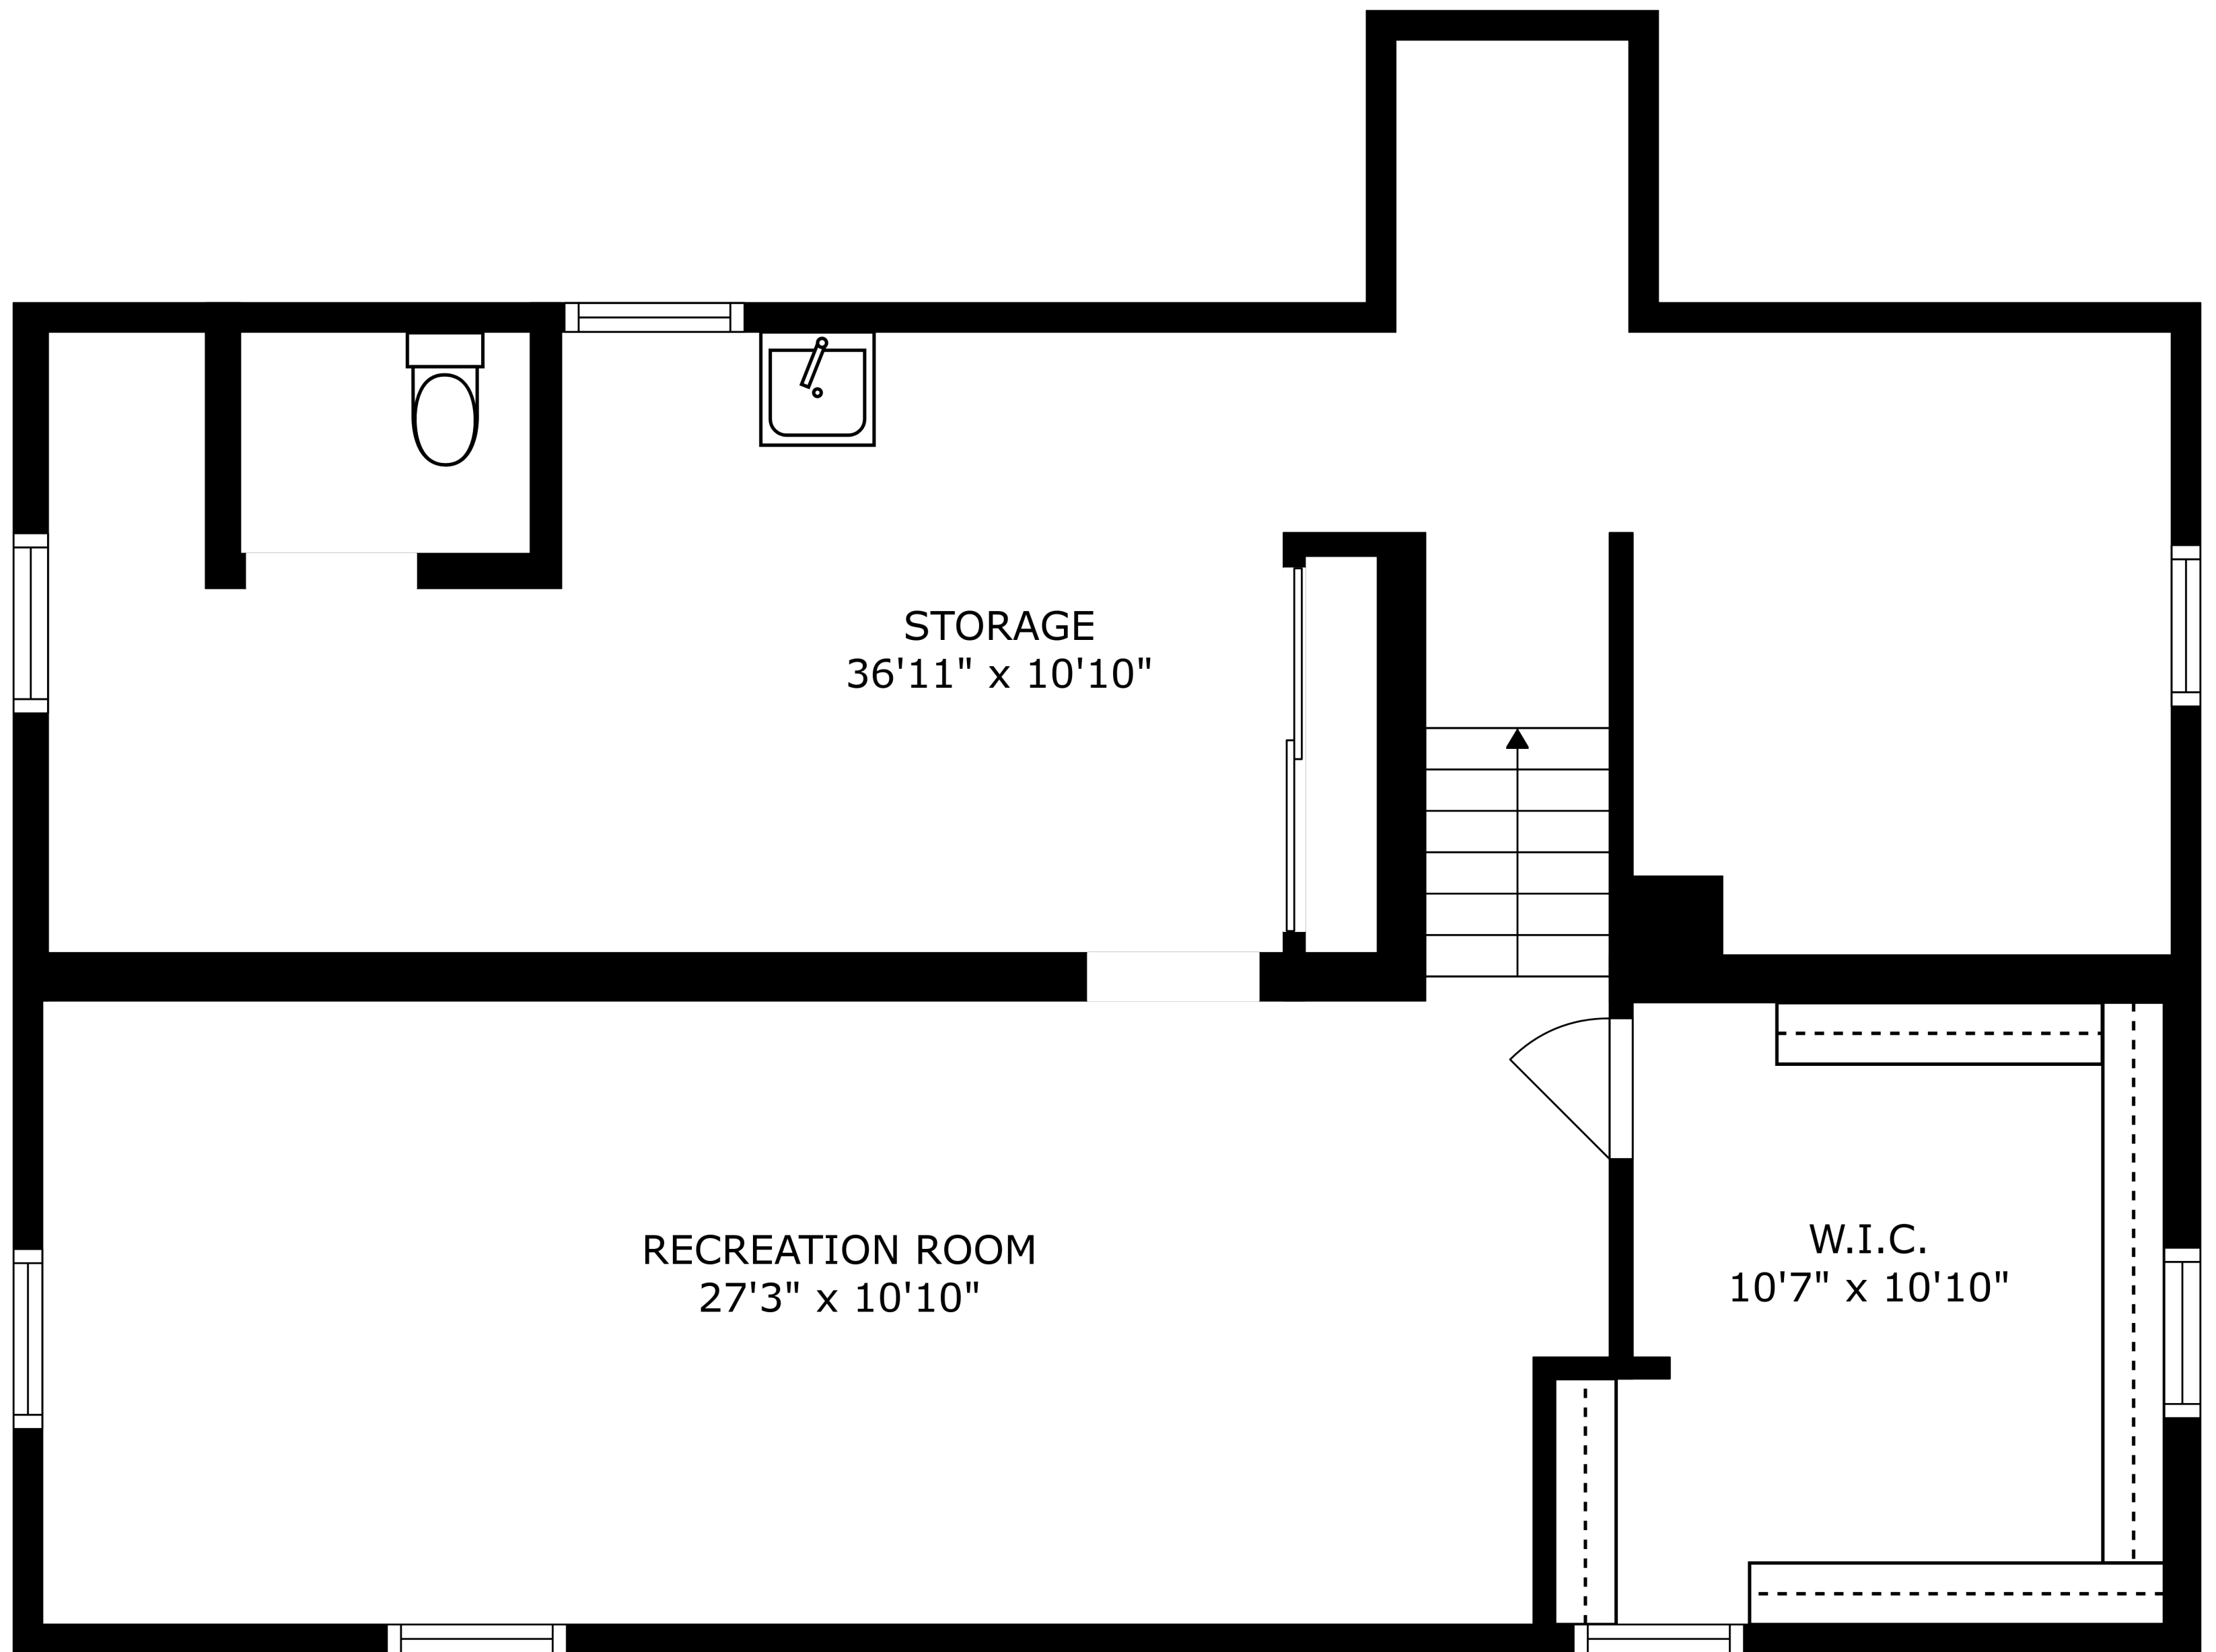 STORAGE
36'11" x 10'10"
RECREATION ROOM
27'3" x 10'10"
W.I.C.
10'7" x 10'10"